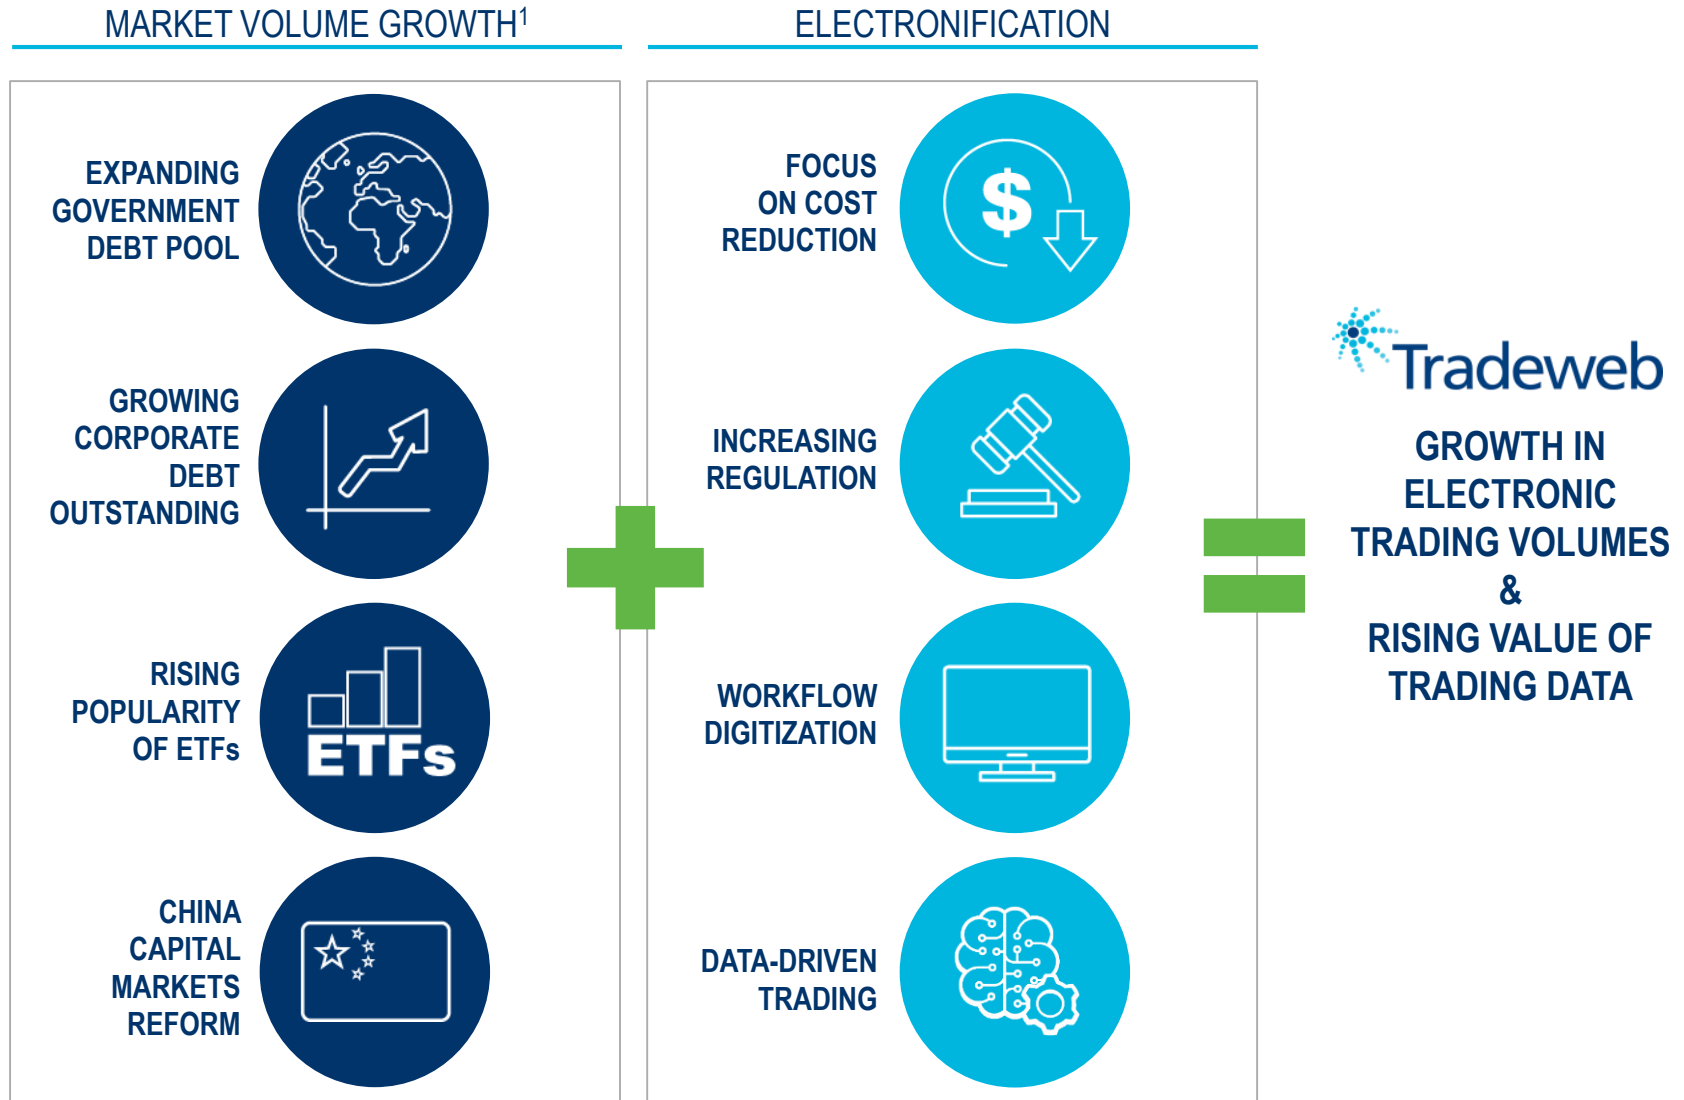 MARKET VOLUME GROWTH¹
EXPANDING
GOVERNMENT
DEBT POOL
GROWING
CORPORATE
DEBT
OUTSTANDING
RISING
POPULARITY
OF ETFs
ETFs
CHINA
CAPITAL
MARKETS
REFORM
ELECTRONIFICATION
FOCUS
ON COST
REDUCTION
$
INCREASING
REGULATION
WORKFLOW
DIGITIZATION
DATA-DRIVEN
TRADING
Tradeweb
GROWTH IN
ELECTRONIC
TRADING VOLUMES
&
RISING VALUE OF
TRADING DATA